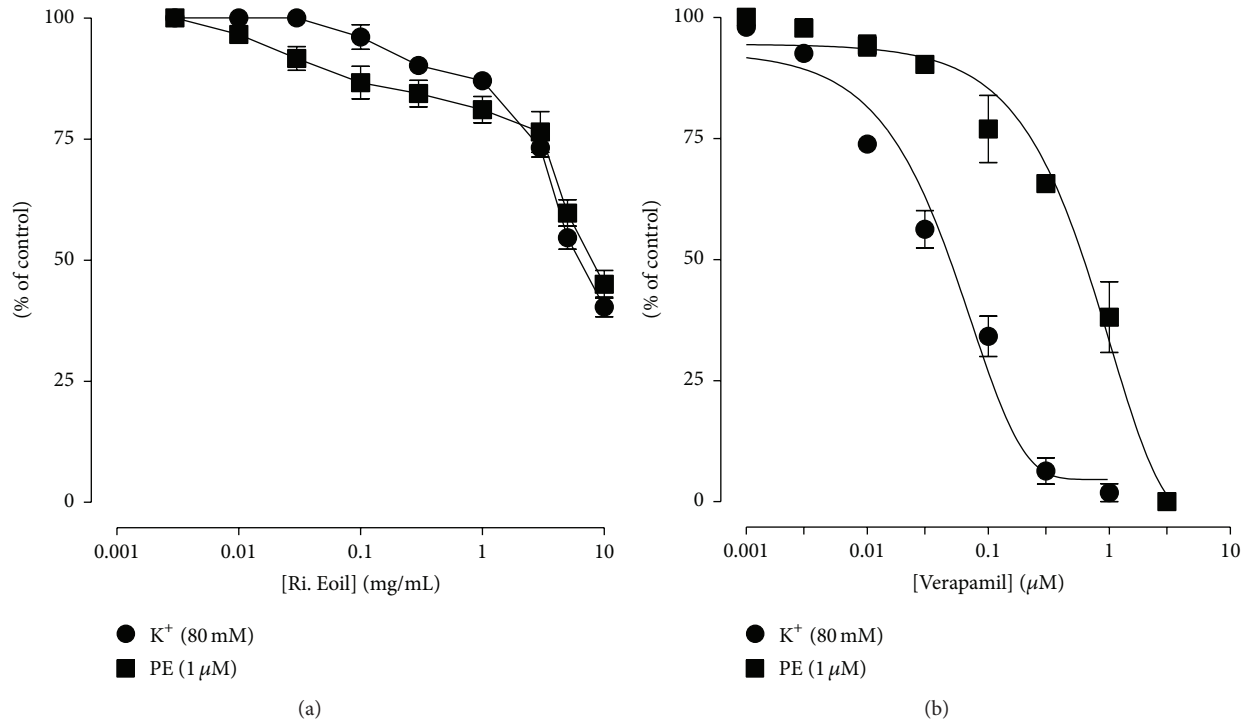 100
75
50
25
0
(% of control)
0.001 0.01 0.1 1 10
[Ri. Eoil] (mg/mL)
K⁺ (80 mM)
PE (1 μM)
(a)
100
75
50
25
0
(% of control)
0.001 0.01 0.1 1 10
[Verapamil] (μM)
K⁺ (80 mM)
PE (1 μM)
(b)